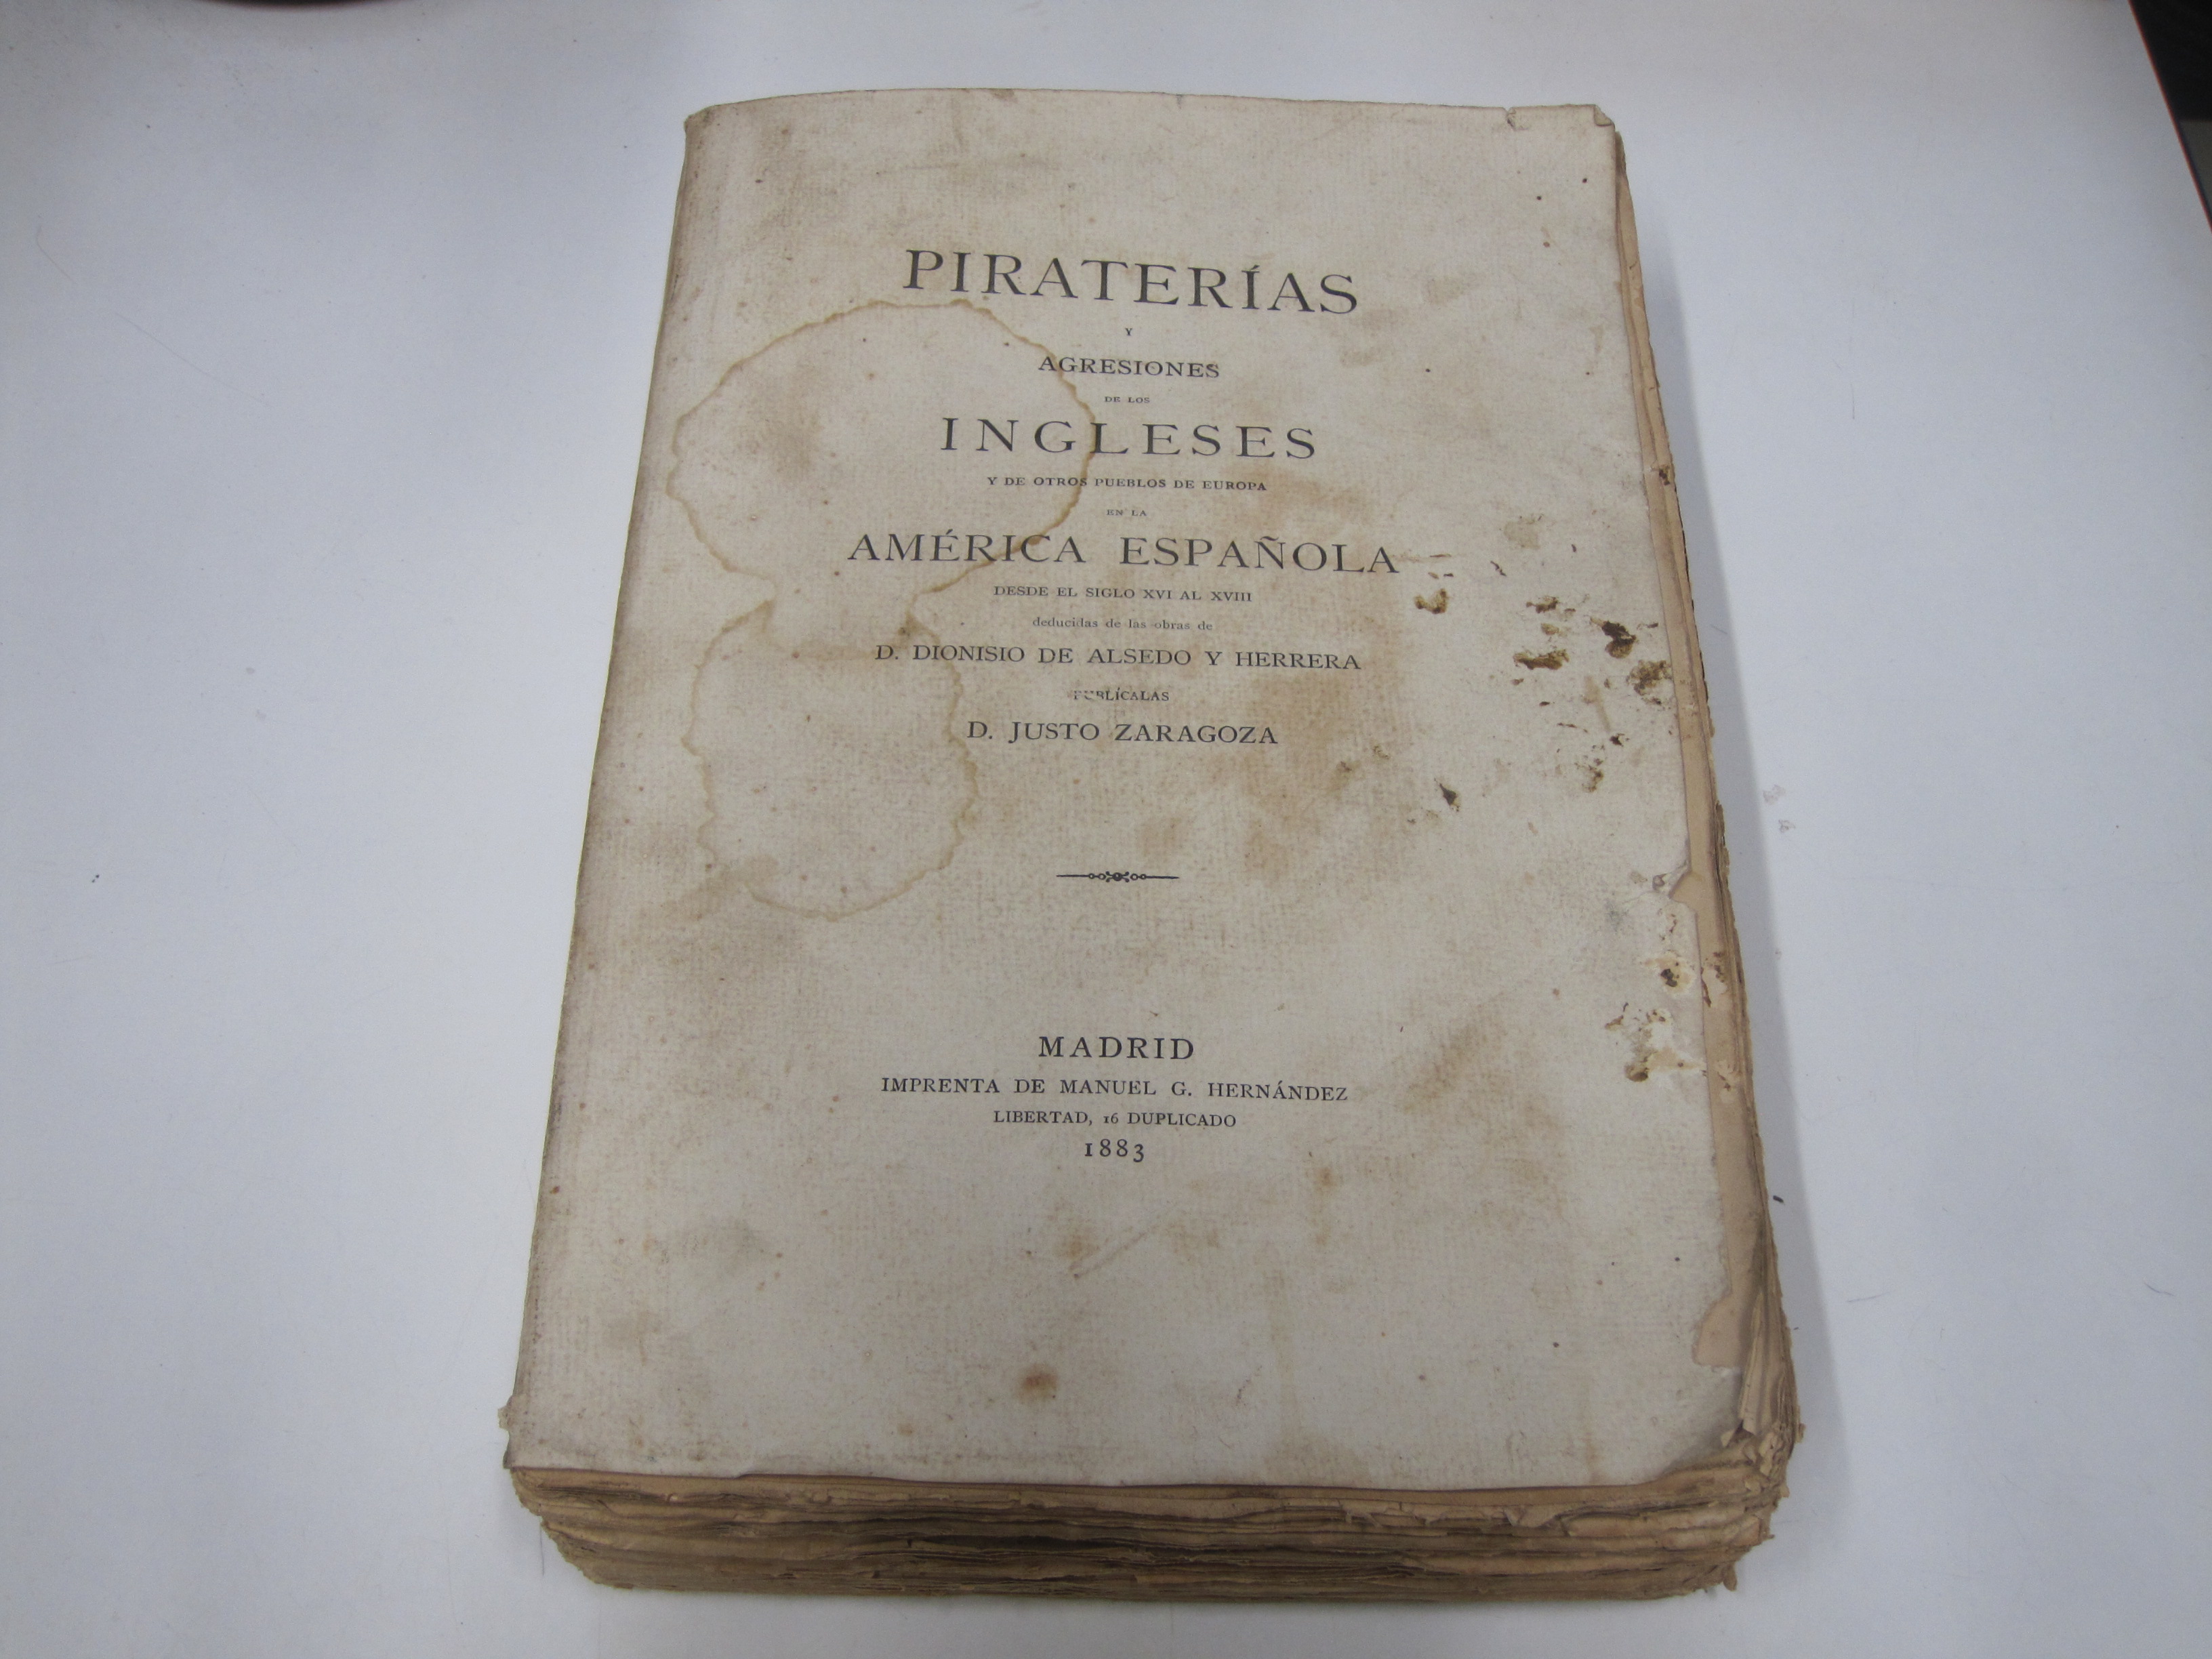 PIRATERÍAS
Y
AGRESIONES
DE LOS
INGLESES
Y DE OTROS PUEBLOS DE EUROPA
EN LA
AMÉRICA ESPAÑOLA
DESDE EL SIGLO XVI AL XVIII
deducidas de las obras de
D. DIONISIO DE ALSEDO Y HERRERA
PUBLÍCALAS
D. JUSTO ZARAGOZA
MADRID
IMPRENTA DE MANUEL G. HERNÁNDEZ
LIBERTAD, 16 DUPLICADO
1883